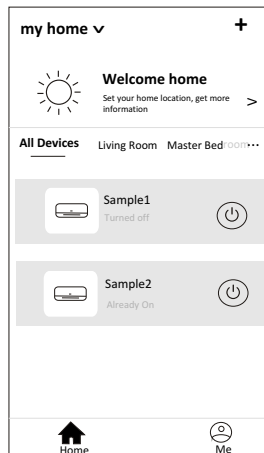 my home
Welcome home
Set your home location, get more
information
All Devices Living Room Master Bedroom
Sample1
Turned off
Sample2
Already On
Home Me